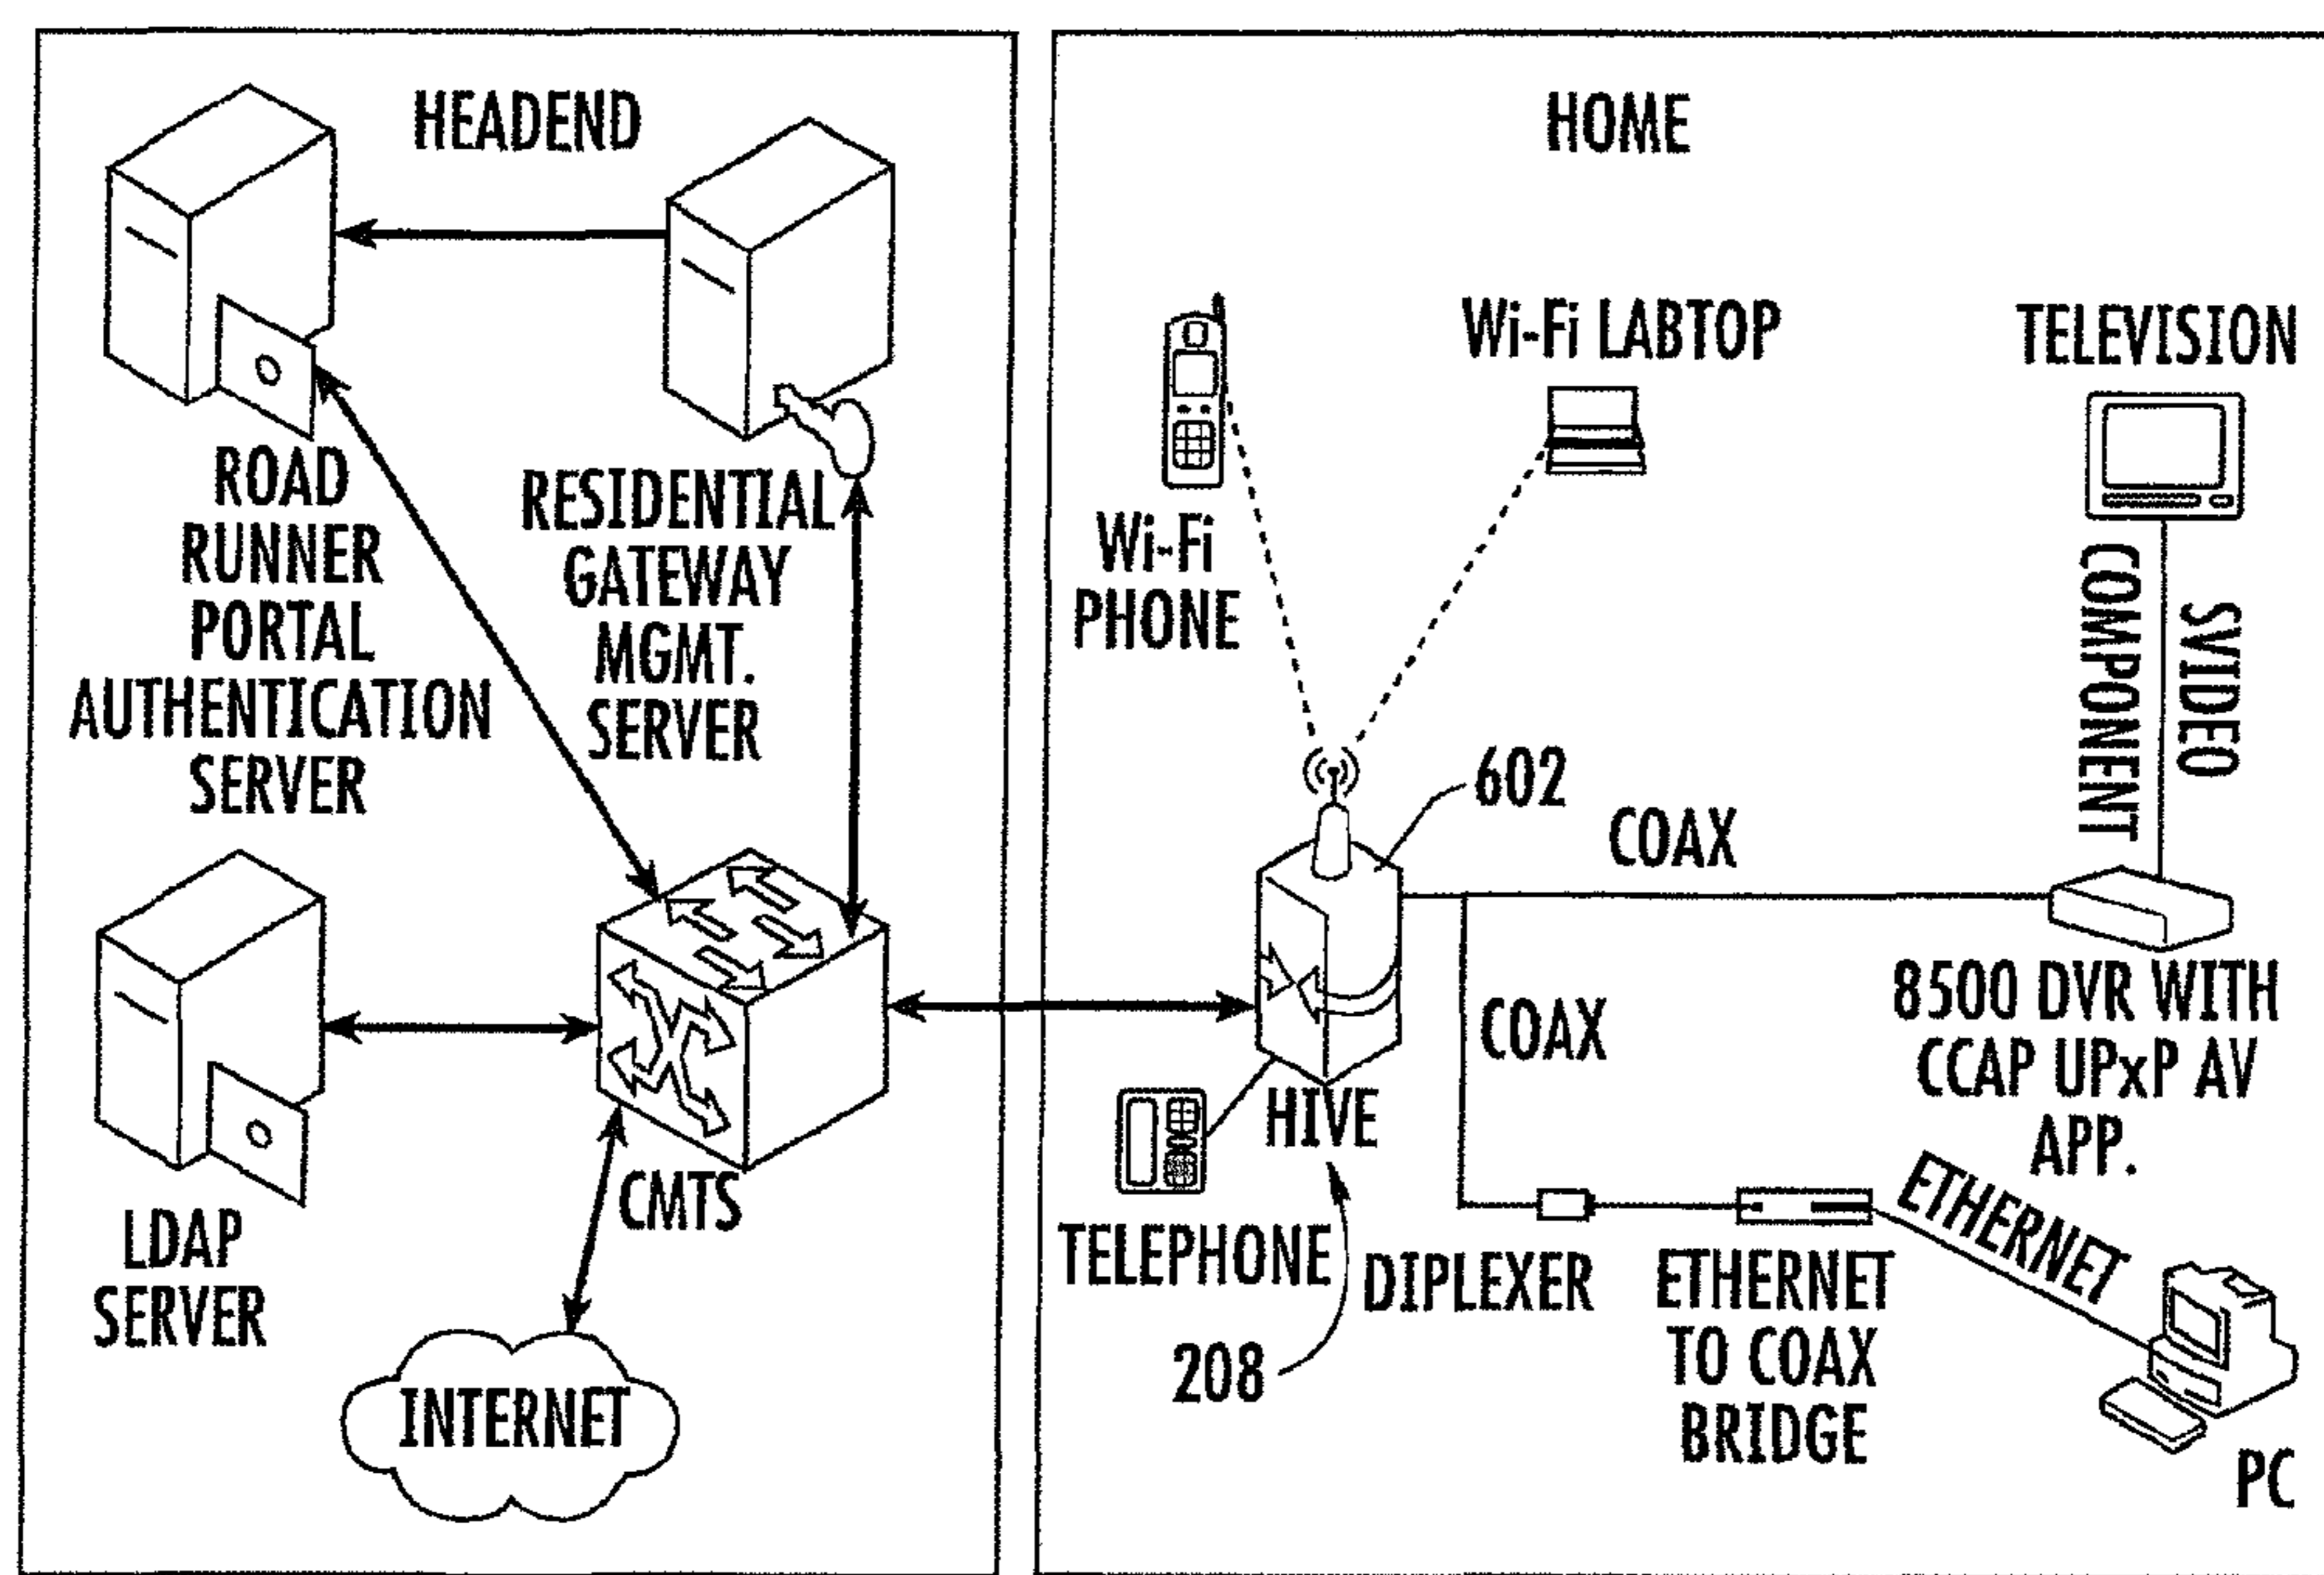 HEADEND
ROAD
RUNNER
PORTAL
AUTHENTICATION
SERVER
RESIDENTIAL
GATEWAY
MGMT.
SERVER
LDAP
SERVER
CMTS
INTERNET
HOME
Wi-Fi
PHONE
Wi-Fi LABTOP
TELEVISION
COMPONENT
SVIDEO
602
COAX
COAX
8500 DVR WITH
CCAP UPxP AV
APP.
HIVE
TELEPHONE
208
DIPLEXER
ETHERNET
TO COAX
BRIDGE
ETHERNET
PC